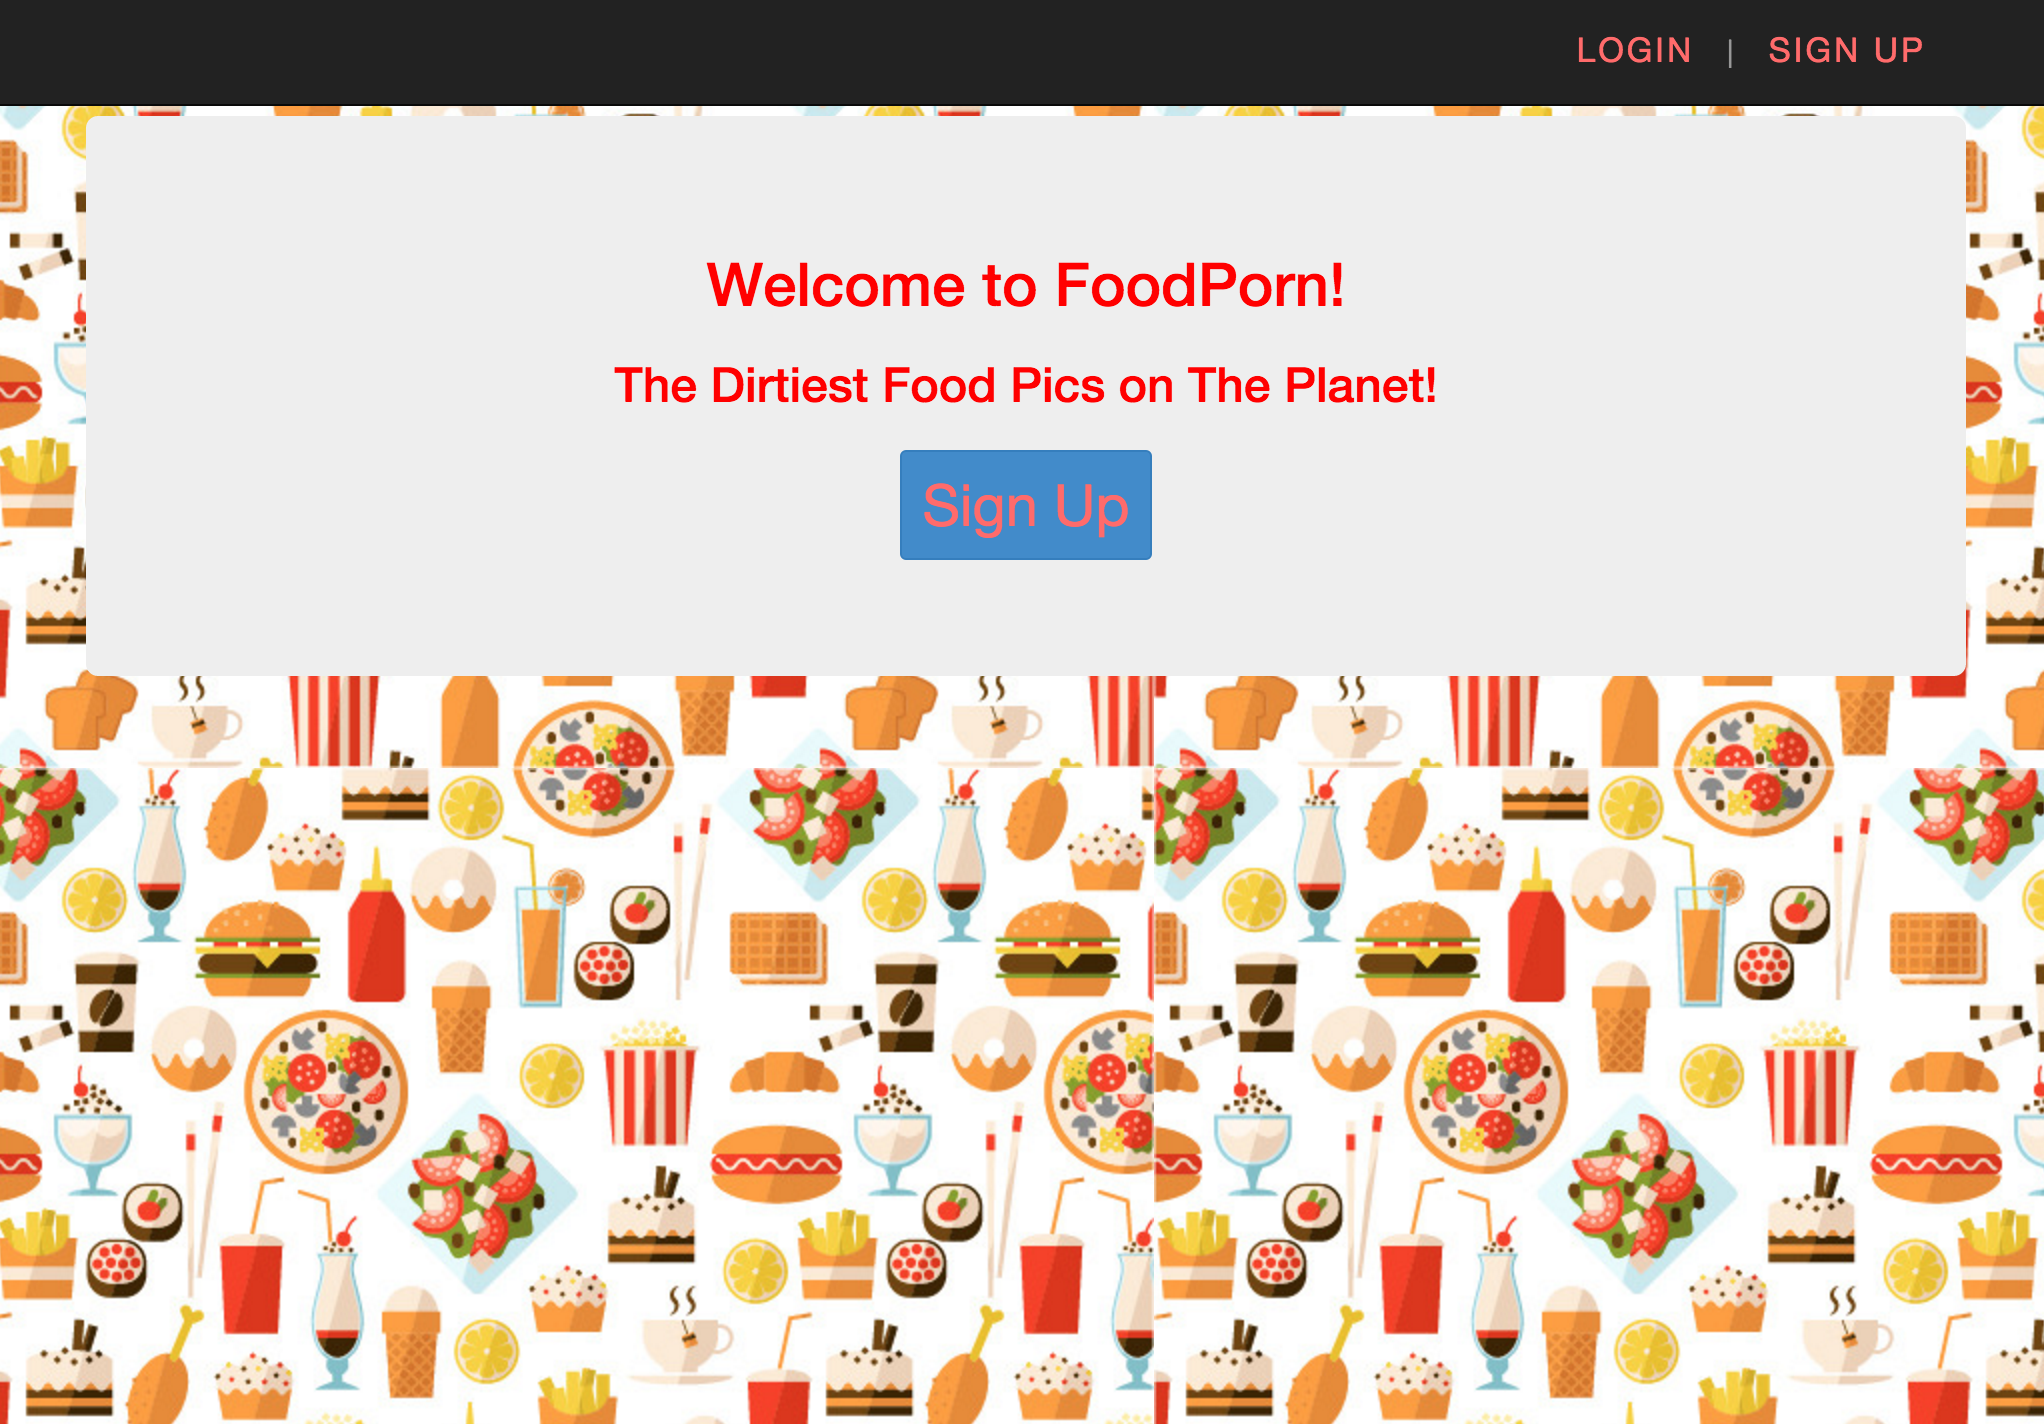 LOGIN | SIGN UP
Welcome to FoodPorn!
The Dirtiest Food Pics on The Planet!
Sign Up